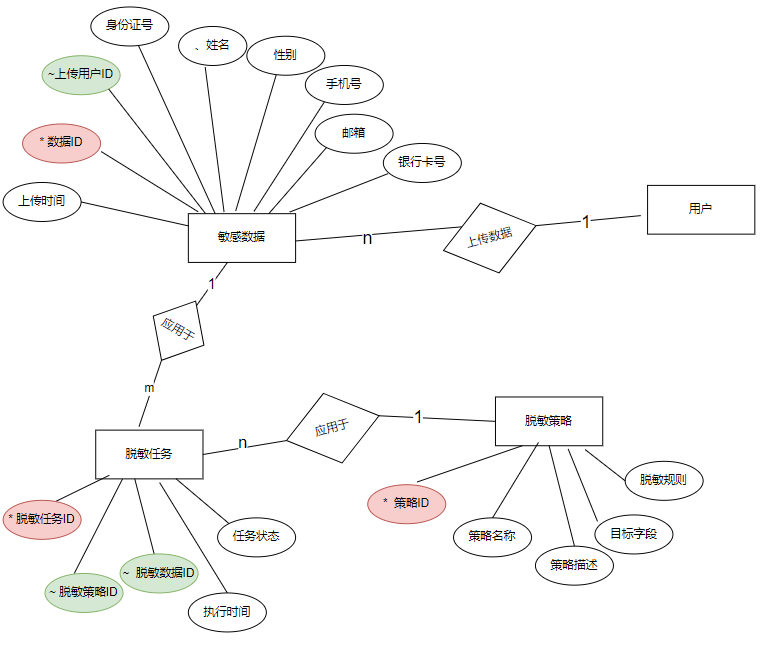 身份证号
、姓名
性别
~上传用户ID
手机号
邮箱
* 数据ID
银行卡号
上传时间
用户
敏感数据
n
上传数据
1
1
应用于
m
脱敏任务
n
应用于
1
脱敏策略
* 策略ID
脱敏规则
* 脱敏任务ID
任务状态
策略名称
目标字段
~ 脱敏策略ID
~ 脱敏数据ID
策略描述
执行时间